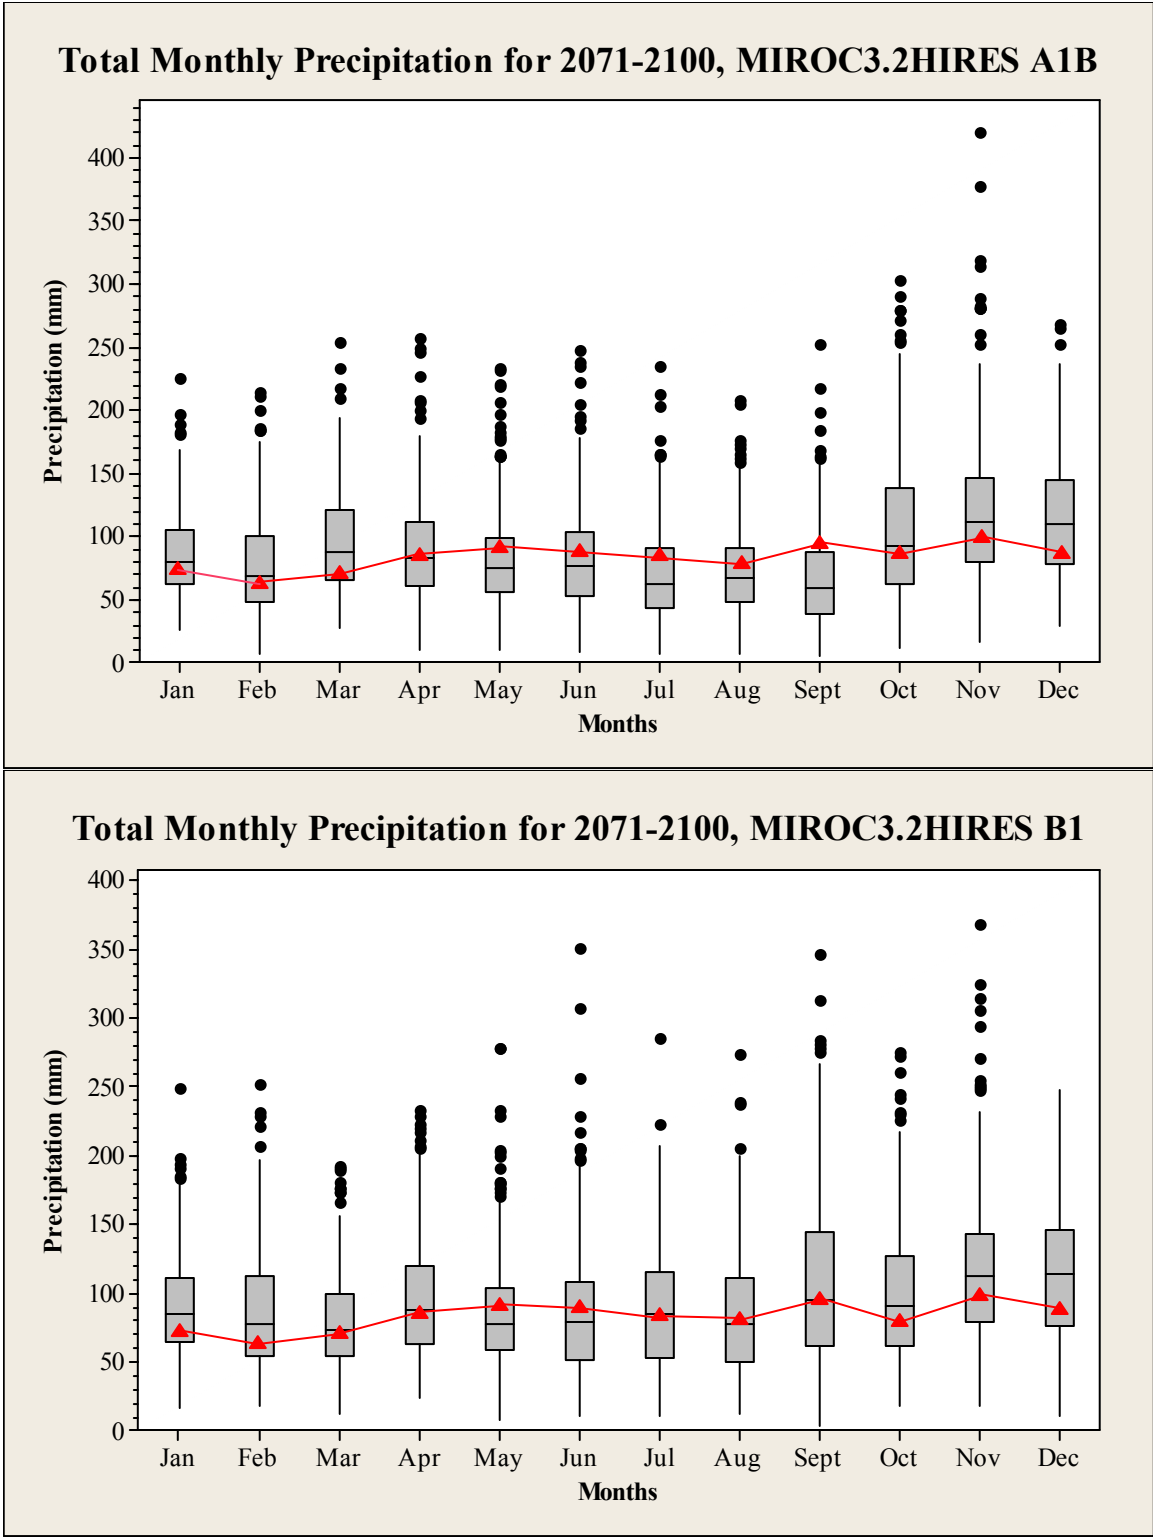 Total Monthly Precipitation for 2071-2100, MIROC3.2HIRES A1B
400
350
300
250
200
150
100
50
0
Precipitation (mm)
Jan Feb Mar Apr May Jun Jul Aug Sept Oct Nov Dec
Months
Total Monthly Precipitation for 2071-2100, MIROC3.2HIRES B1
400
350
300
250
200
150
100
50
0
Precipitation (mm)
Jan Feb Mar Apr May Jun Jul Aug Sept Oct Nov Dec
Months